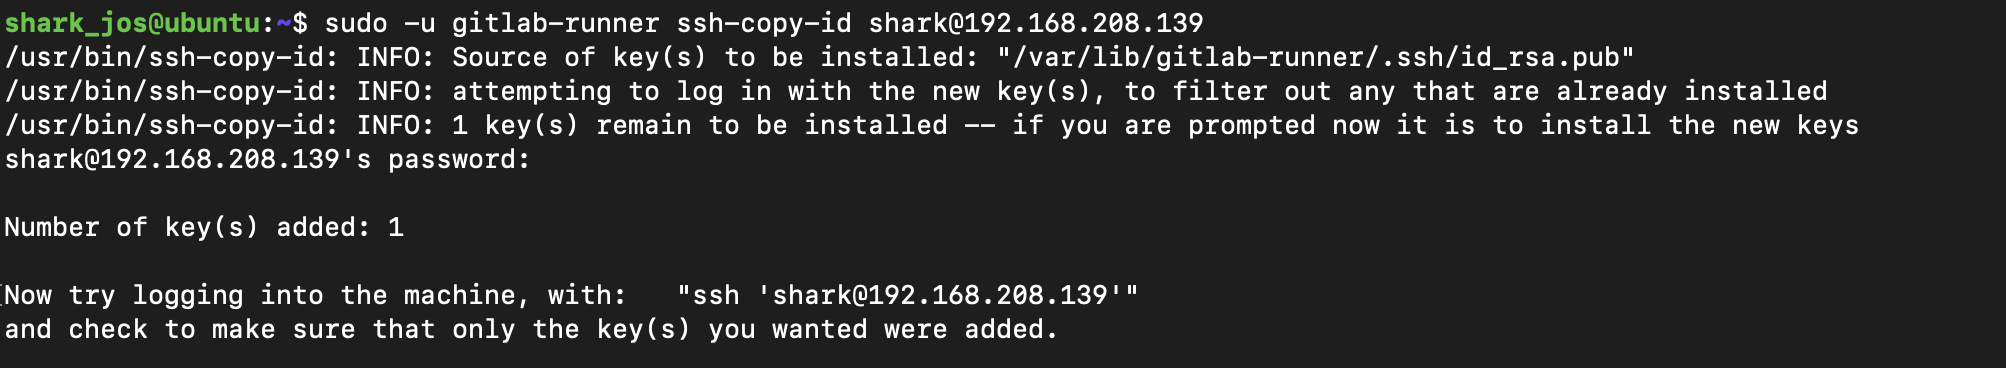 shark_jos@ubuntu:~$ sudo -u gitlab-runner ssh-copy-id shark@192.168.208.139
/usr/bin/ssh-copy-id: INFO: Source of key(s) to be installed: "/var/lib/gitlab-runner/.ssh/id_rsa.pub"
/usr/bin/ssh-copy-id: INFO: attempting to log in with the new key(s), to filter out any that are already installed
/usr/bin/ssh-copy-id: INFO: 1 key(s) remain to be installed -- if you are prompted now it is to install the new keys
shark@192.168.208.139's password:
Number of key(s) added: 1
Now try logging into the machine, with:   "ssh 'shark@192.168.208.139'"
and check to make sure that only the key(s) you wanted were added.